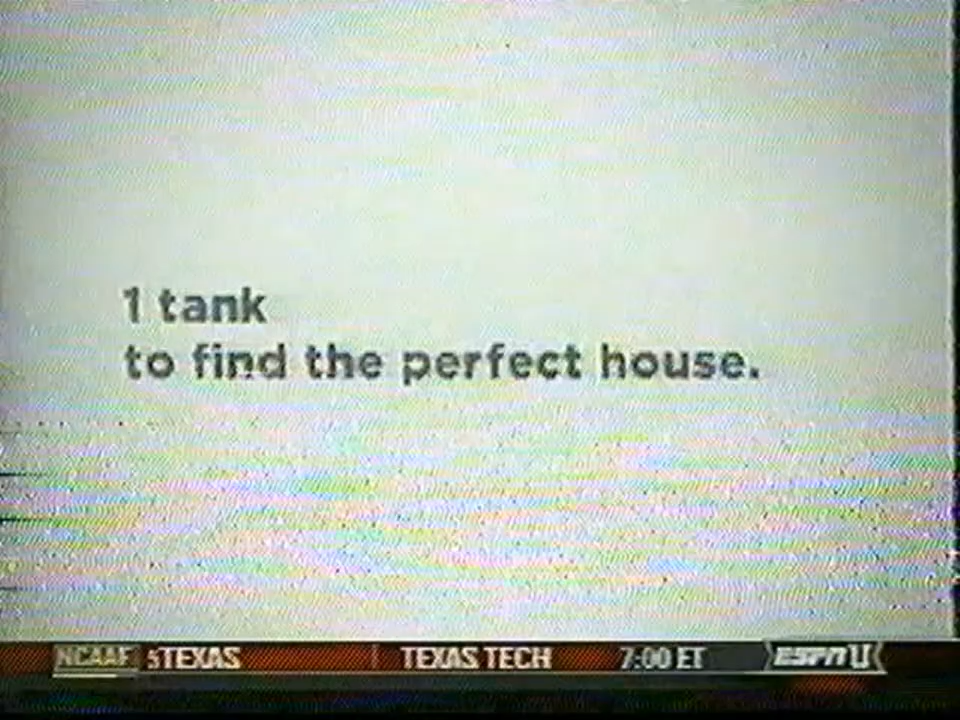 1 tank
to find the perfect house.
NCAAF 5TEXAS TEXAS TECH 7:00 ET ESPNU